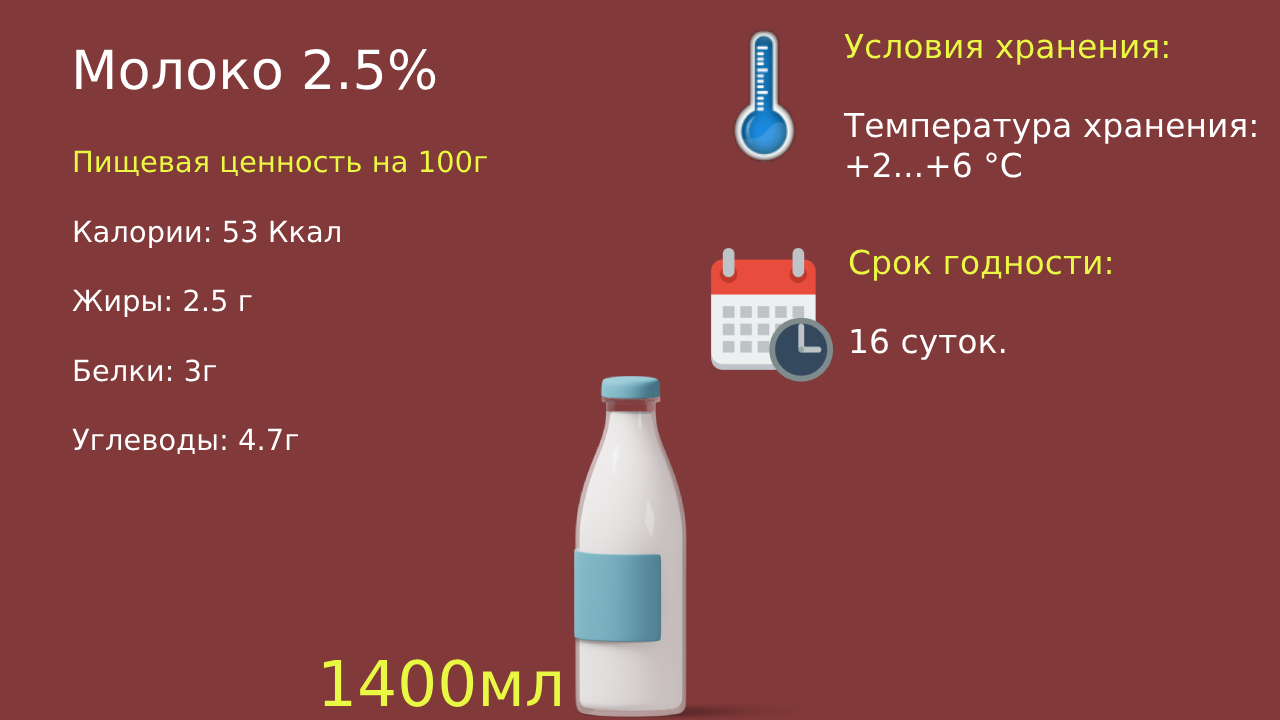 Молоко 2.5%
Пищевая ценность на 100г
Калории: 53 Ккал
Жиры: 2.5 г
Белки: 3г
Углеводы: 4.7г
1400мл
Условия хранения:
Температура хранения:
+2...+6 °C
Срок годности:
16 суток.